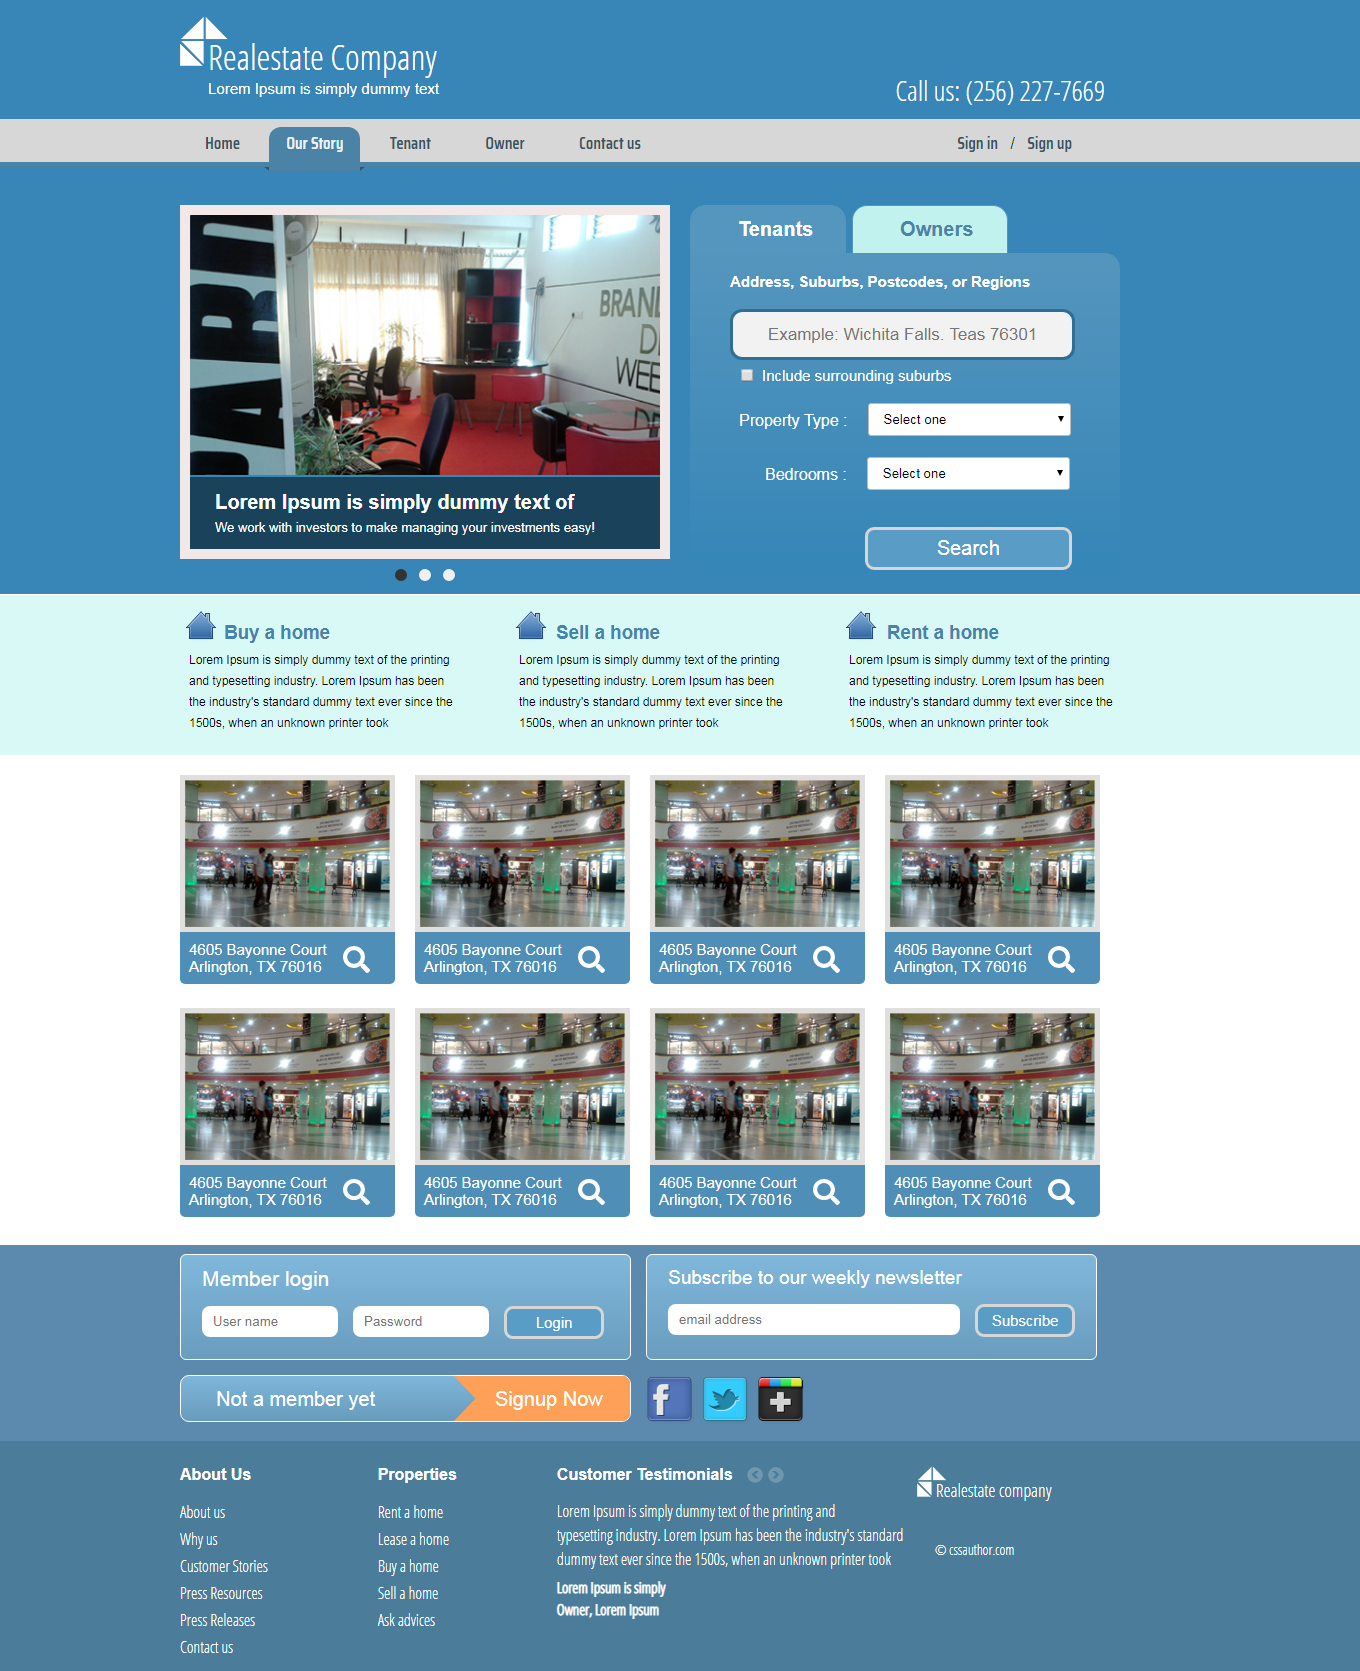 Realestate Company
Lorem Ipsum is simply dummy text
Call us: (256) 227-7669
Home
Our Story
Tenant
Owner
Contact us
Sign in / Sign up
BRAND
DE
WEE
Lorem Ipsum is simply dummy text of
We work with investors to make managing your investments easy!
Tenants
Owners
Address, Suburbs, Postcodes, or Regions
Example: Wichita Falls. Teas 76301
Include surrounding suburbs
Property Type :
Select one
Bedrooms :
Select one
Search
Buy a home
Lorem Ipsum is simply dummy text of the printing
and typesetting industry. Lorem Ipsum has been
the industry's standard dummy text ever since the
1500s, when an unknown printer took
Sell a home
Lorem Ipsum is simply dummy text of the printing
and typesetting industry. Lorem Ipsum has been
the industry's standard dummy text ever since the
1500s, when an unknown printer took
Rent a home
Lorem Ipsum is simply dummy text of the printing
and typesetting industry. Lorem Ipsum has been
the industry's standard dummy text ever since the
1500s, when an unknown printer took
4605 Bayonne Court
Arlington, TX 76016
4605 Bayonne Court
Arlington, TX 76016
4605 Bayonne Court
Arlington, TX 76016
4605 Bayonne Court
Arlington, TX 76016
4605 Bayonne Court
Arlington, TX 76016
4605 Bayonne Court
Arlington, TX 76016
4605 Bayonne Court
Arlington, TX 76016
4605 Bayonne Court
Arlington, TX 76016
Member login
User name
Password
Login
Subscribe to our weekly newsletter
email address
Subscribe
Not a member yet
Signup Now
About Us
About us
Why us
Customer Stories
Press Resources
Press Releases
Contact us
Properties
Rent a home
Lease a home
Buy a home
Sell a home
Ask advices
Customer Testimonials
Lorem Ipsum is simply dummy text of the printing and
typesetting industry. Lorem Ipsum has been the industry's standard
dummy text ever since the 1500s, when an unknown printer took
Lorem Ipsum is simply
Owner, Lorem Ipsum
Realestate company
© cssauthor.com